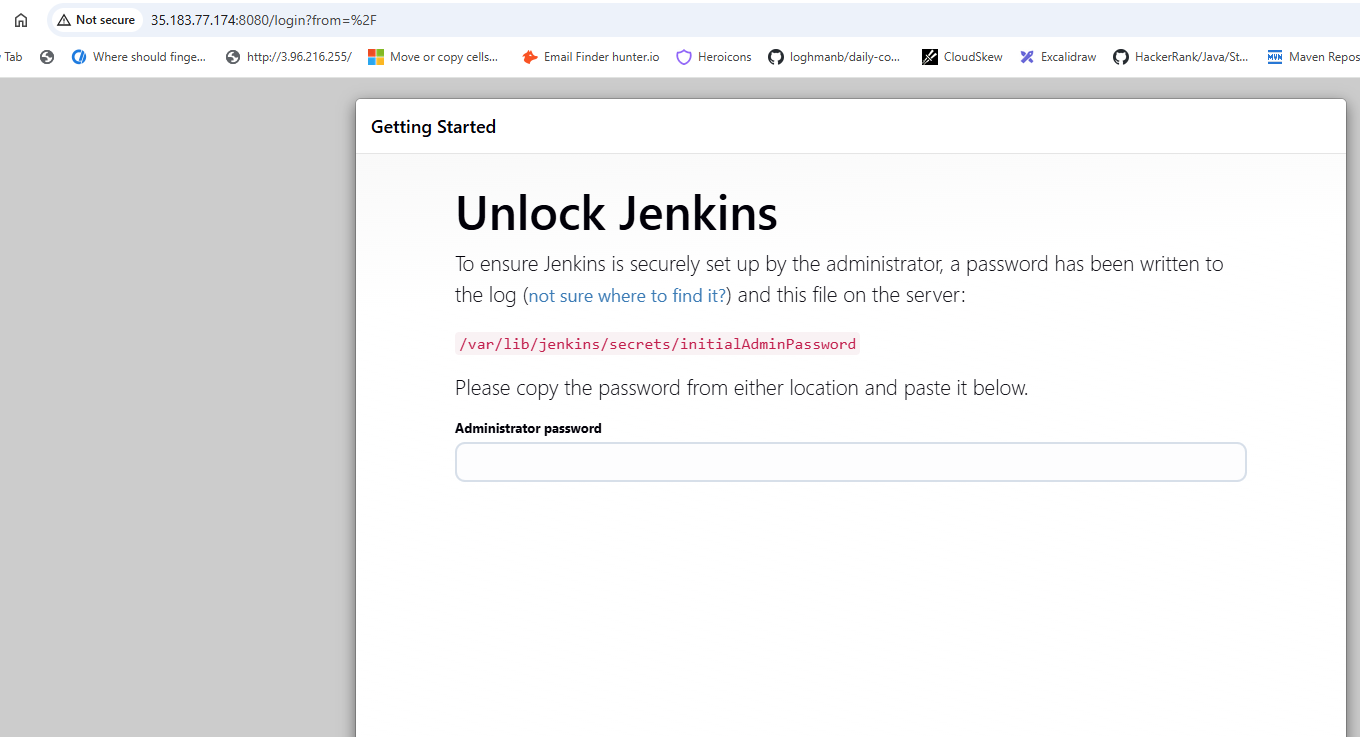 Not secure 35.183.77.174:8080/login?from=%2F
Tab Where should finge... http://3.96.216.255/ Move or copy cells... Email Finder hunter.io Heroicons loghmanb/daily-co... CloudSkew Excalidraw HackerRank/Java/St... MVN Maven Repos
Getting Started
Unlock Jenkins
To ensure Jenkins is securely set up by the administrator, a password has been written to
the log (not sure where to find it?) and this file on the server:
/var/lib/jenkins/secrets/initialAdminPassword
Please copy the password from either location and paste it below.
Administrator password